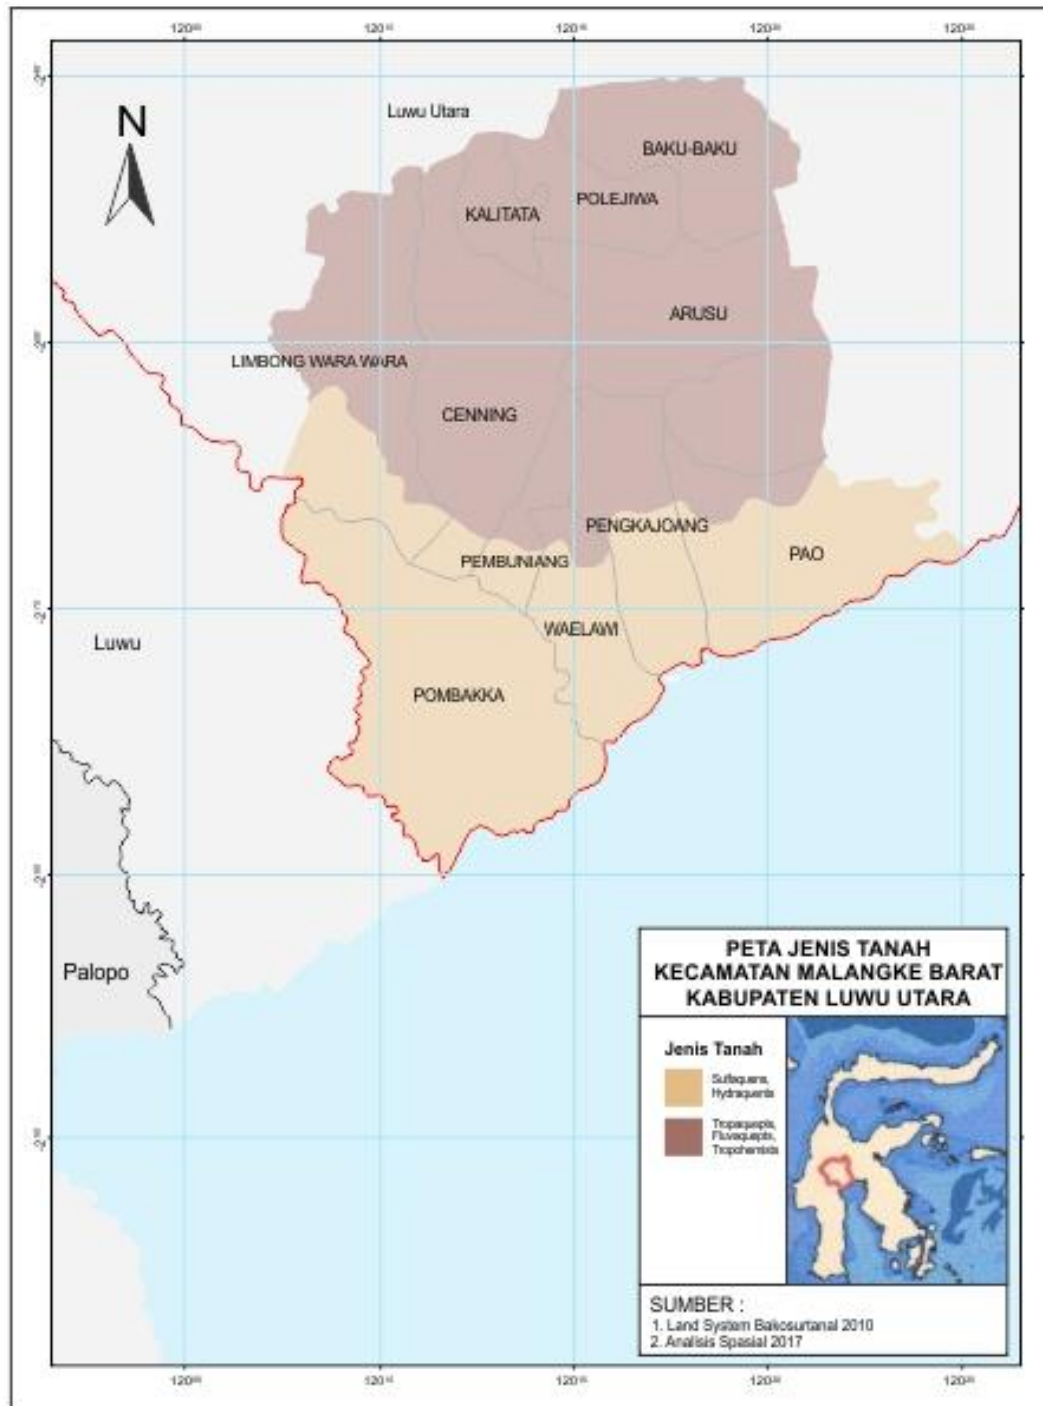 Luwu Utara
N
BAKU-BAKU
POLEJIWA
KALITATA
ARUSU
LIMBONG WARA WARA
CENNING
PENGKAJOANG
PAO
PEMBUNIANG
WAELAWI
Luwu
POMBAKKA
Palopo
PETA JENIS TANAH
KECAMATAN MALANGKE BARAT
KABUPATEN LUWU UTARA
Jenis Tanah
Sulfaquens,
Hydraquents
Tropaquepts,
Fluvaquepts,
Tropohemists
SUMBER :
1. Land System Bakosurtanal 2010
2. Analisis Spasial 2017